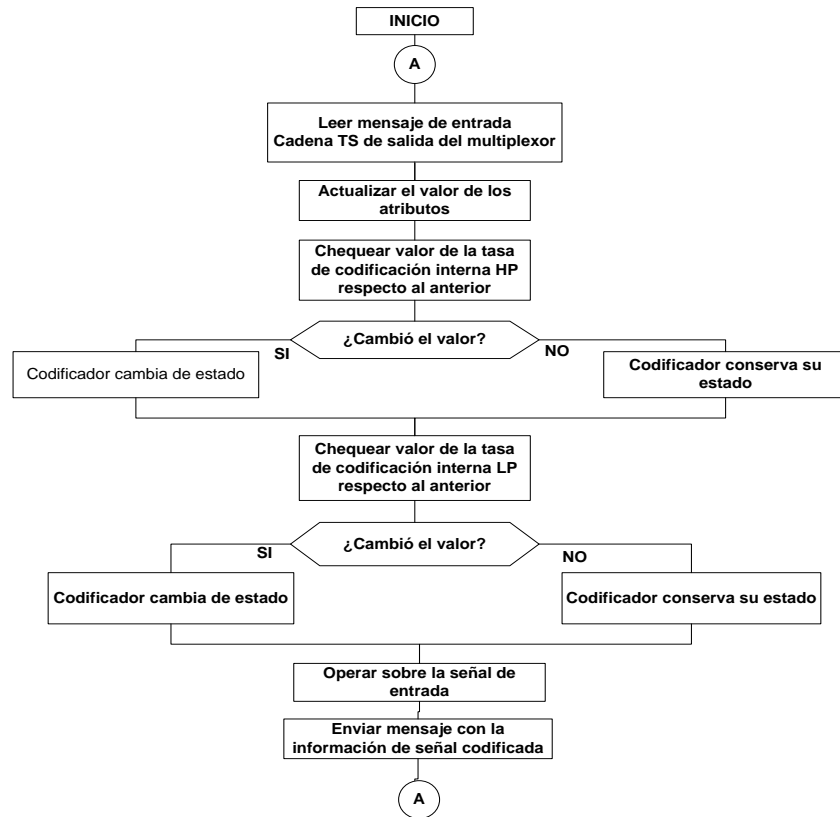 INICIO
A
Leer mensaje de entrada
Cadena TS de salida del multiplexor
Actualizar el valor de los
atributos
Chequear valor de la tasa
de codificación interna HP
respecto al anterior
¿Cambió el valor?
SI
NO
Codificador cambia de estado
Codificador conserva su
estado
Chequear valor de la tasa
de codificación interna LP
respecto al anterior
¿Cambió el valor?
SI
NO
Codificador cambia de estado
Codificador conserva su estado
Operar sobre la señal de
entrada
Enviar mensaje con la
información de señal codificada
A